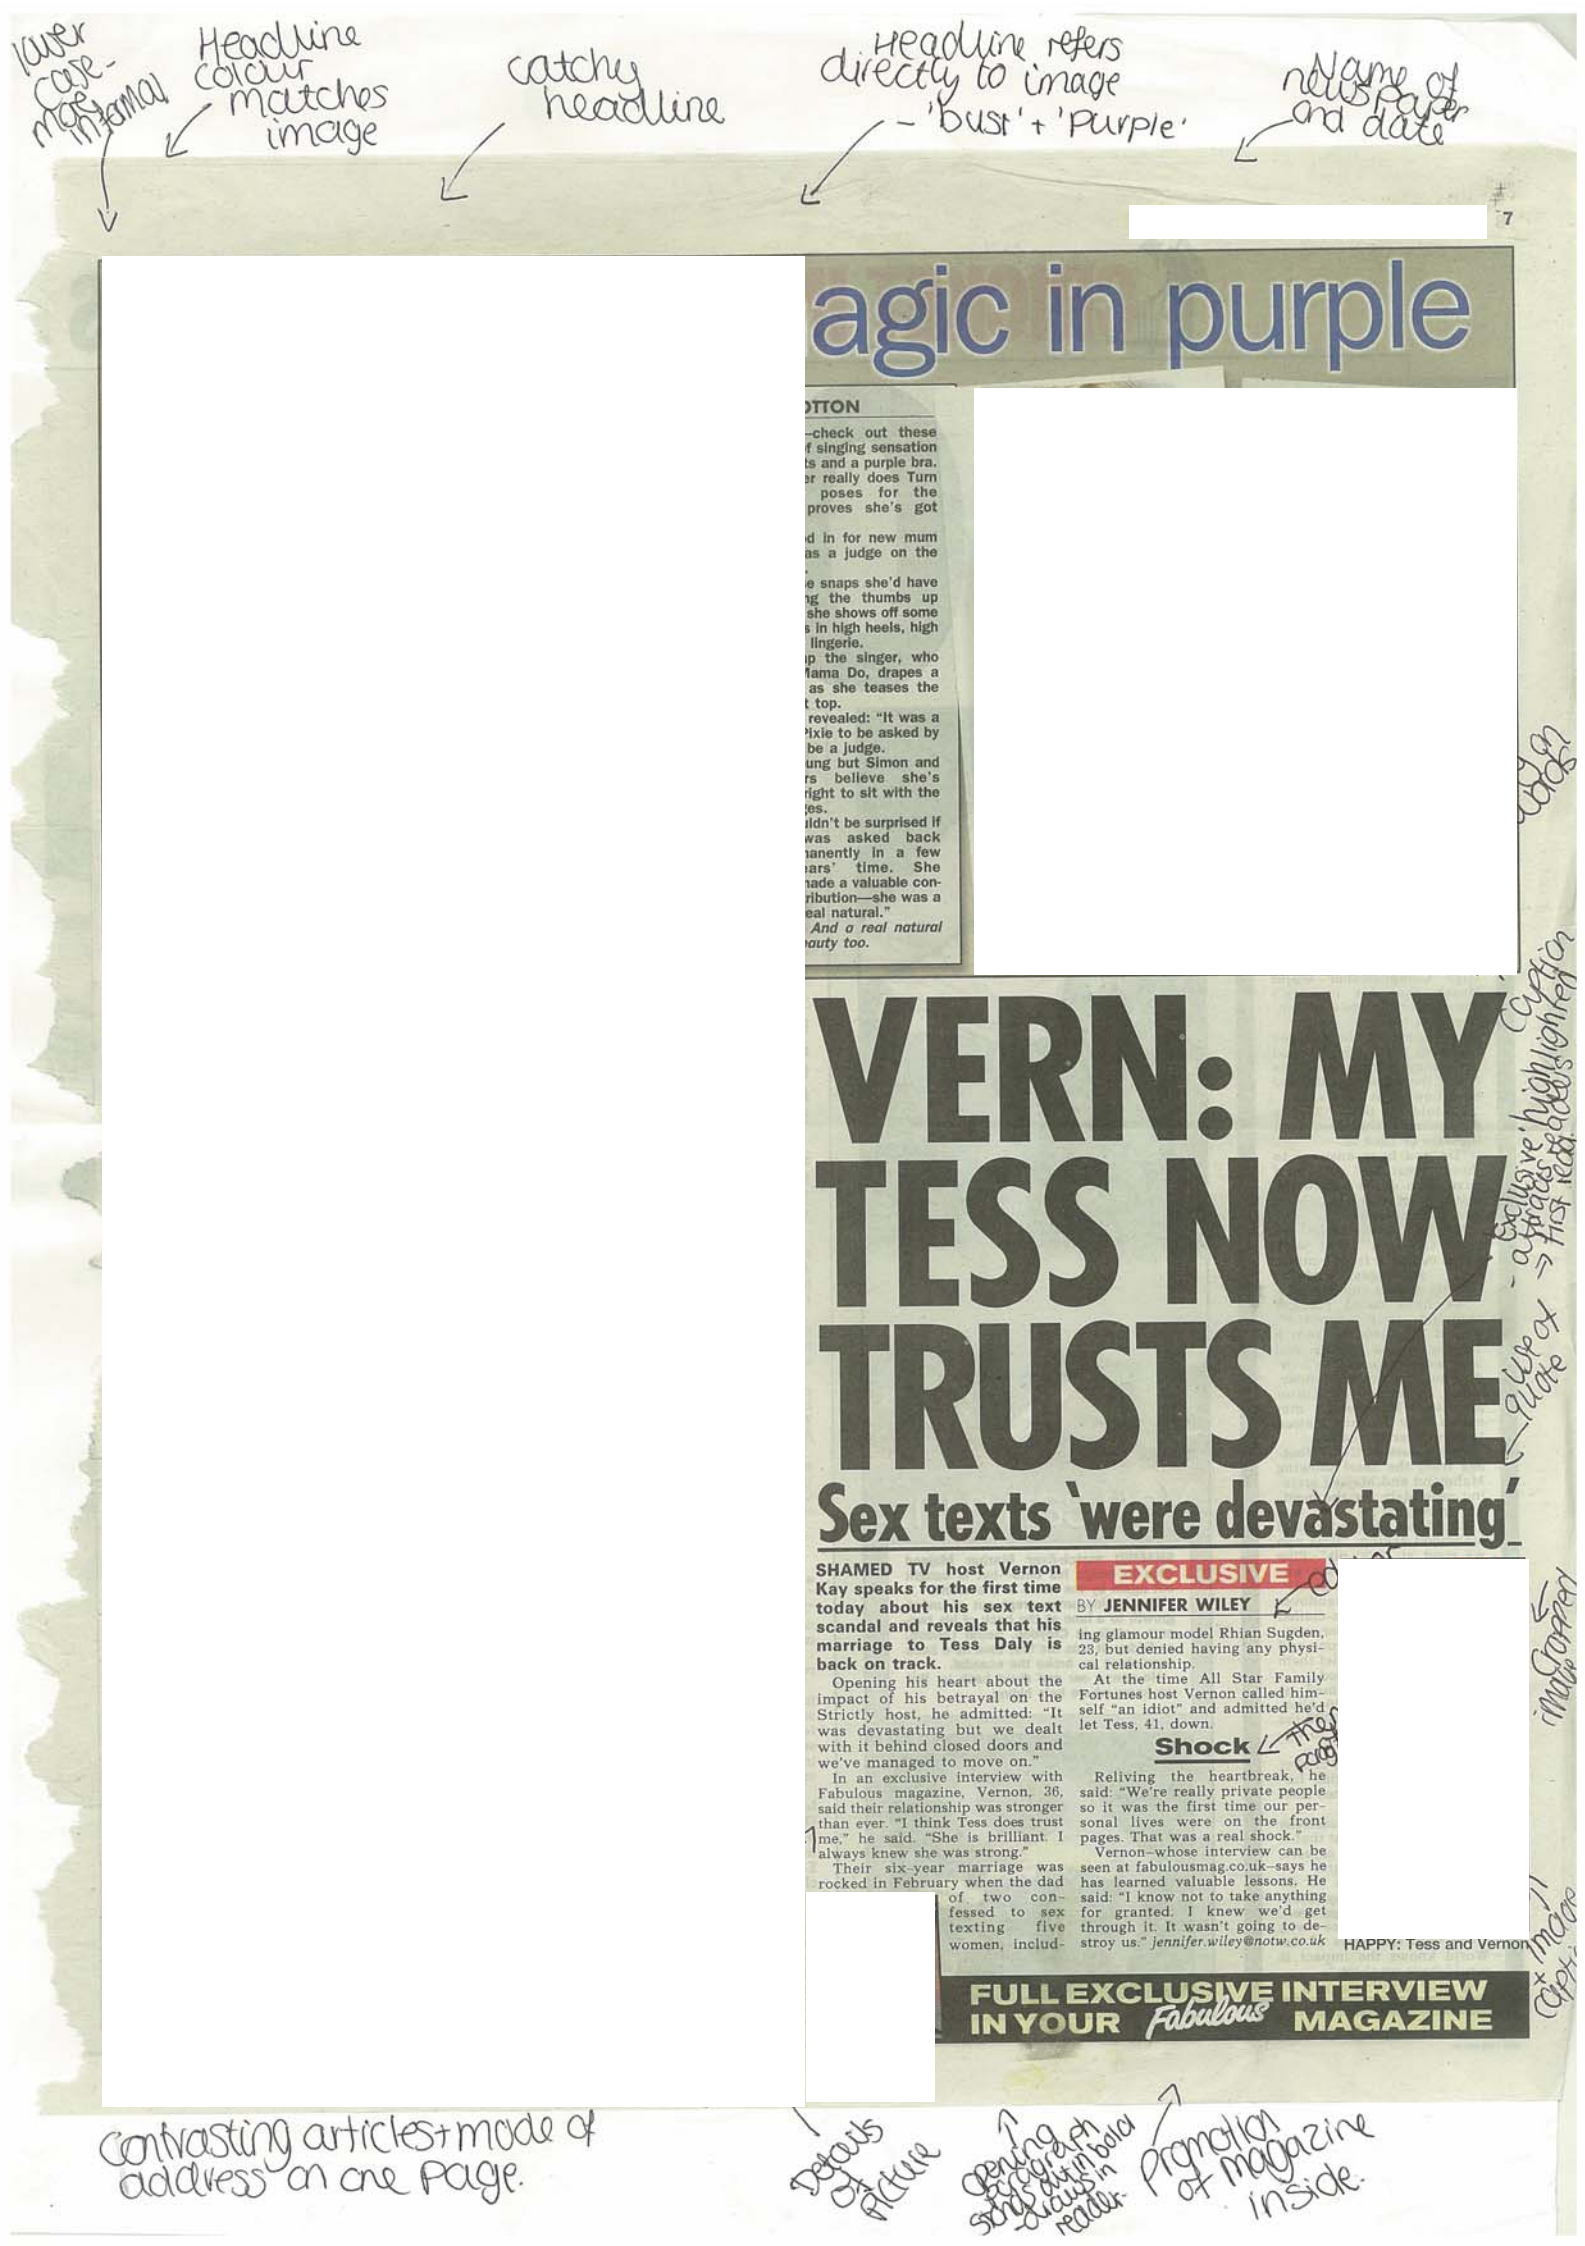 lower
case -
more
informal
Headline
colour
matches
image
catchy
headline
Headline refers
directly to image
- 'bust' + 'purple'
Name of
newspaper
and date
7
agic in purple
OTTON
—check out these
f singing sensation
ts and a purple bra.
er really does Turn
poses for the
proves she's got
d in for new mum
as a judge on the
e snaps she'd have
ng the thumbs up
she shows off some
s in high heels, high
lingerie.
p the singer, who
Mama Do, drapes a
as she teases the
t top.
revealed: "It was a
Pixie to be asked by
be a judge.
ung but Simon and
rs believe she's
right to sit with the
es.
uldn't be surprised if
was asked back
manently in a few
ears' time. She
made a valuable con-
tribution—she was a
real natural."
And a real natural
beauty too.
Caption
VERN: MY
TESS NOW
TRUSTS ME
Sex texts 'were devastating'
- 'exclusive' highlighted
- attracts readers
→ first read.
use of
quote
SHAMED TV host Vernon
Kay speaks for the first time
today about his sex text
scandal and reveals that his
marriage to Tess Daly is
back on track.
Opening his heart about the
impact of his betrayal on the
Strictly host, he admitted: "It
was devastating but we dealt
with it behind closed doors and
we've managed to move on."
In an exclusive interview with
Fabulous magazine, Vernon, 36,
said their relationship was stronger
than ever. "I think Tess does trust
me," he said. "She is brilliant. I
always knew she was strong."
Their six-year marriage was
rocked in February when the dad
of two con-
fessed to sex
texting five
women, includ-
EXCLUSIVE
BY JENNIFER WILEY
ing glamour model Rhian Sugden,
23, but denied having any physi-
cal relationship.
At the time All Star Family
Fortunes host Vernon called him-
self "an idiot" and admitted he'd
let Tess, 41, down.
Shock
Reliving the heartbreak, he
said: "We're really private people
so it was the first time our per-
sonal lives were on the front
pages. That was a real shock."
Vernon—whose interview can be
seen at fabulousmag.co.uk—says he
has learned valuable lessons. He
said: "I know not to take anything
for granted. I knew we'd get
through it. It wasn't going to de-
stroy us." jennifer.wiley@notw.co.uk
HAPPY: Tess and Vernon
image
FULL EXCLUSIVE INTERVIEW
IN YOUR Fabulous MAGAZINE
Contrasting articles + mode of
address on one page.
Details
of
picture
opening
paragraph
stands out in bold
- draws in
reader.
promotion
of magazine
inside.